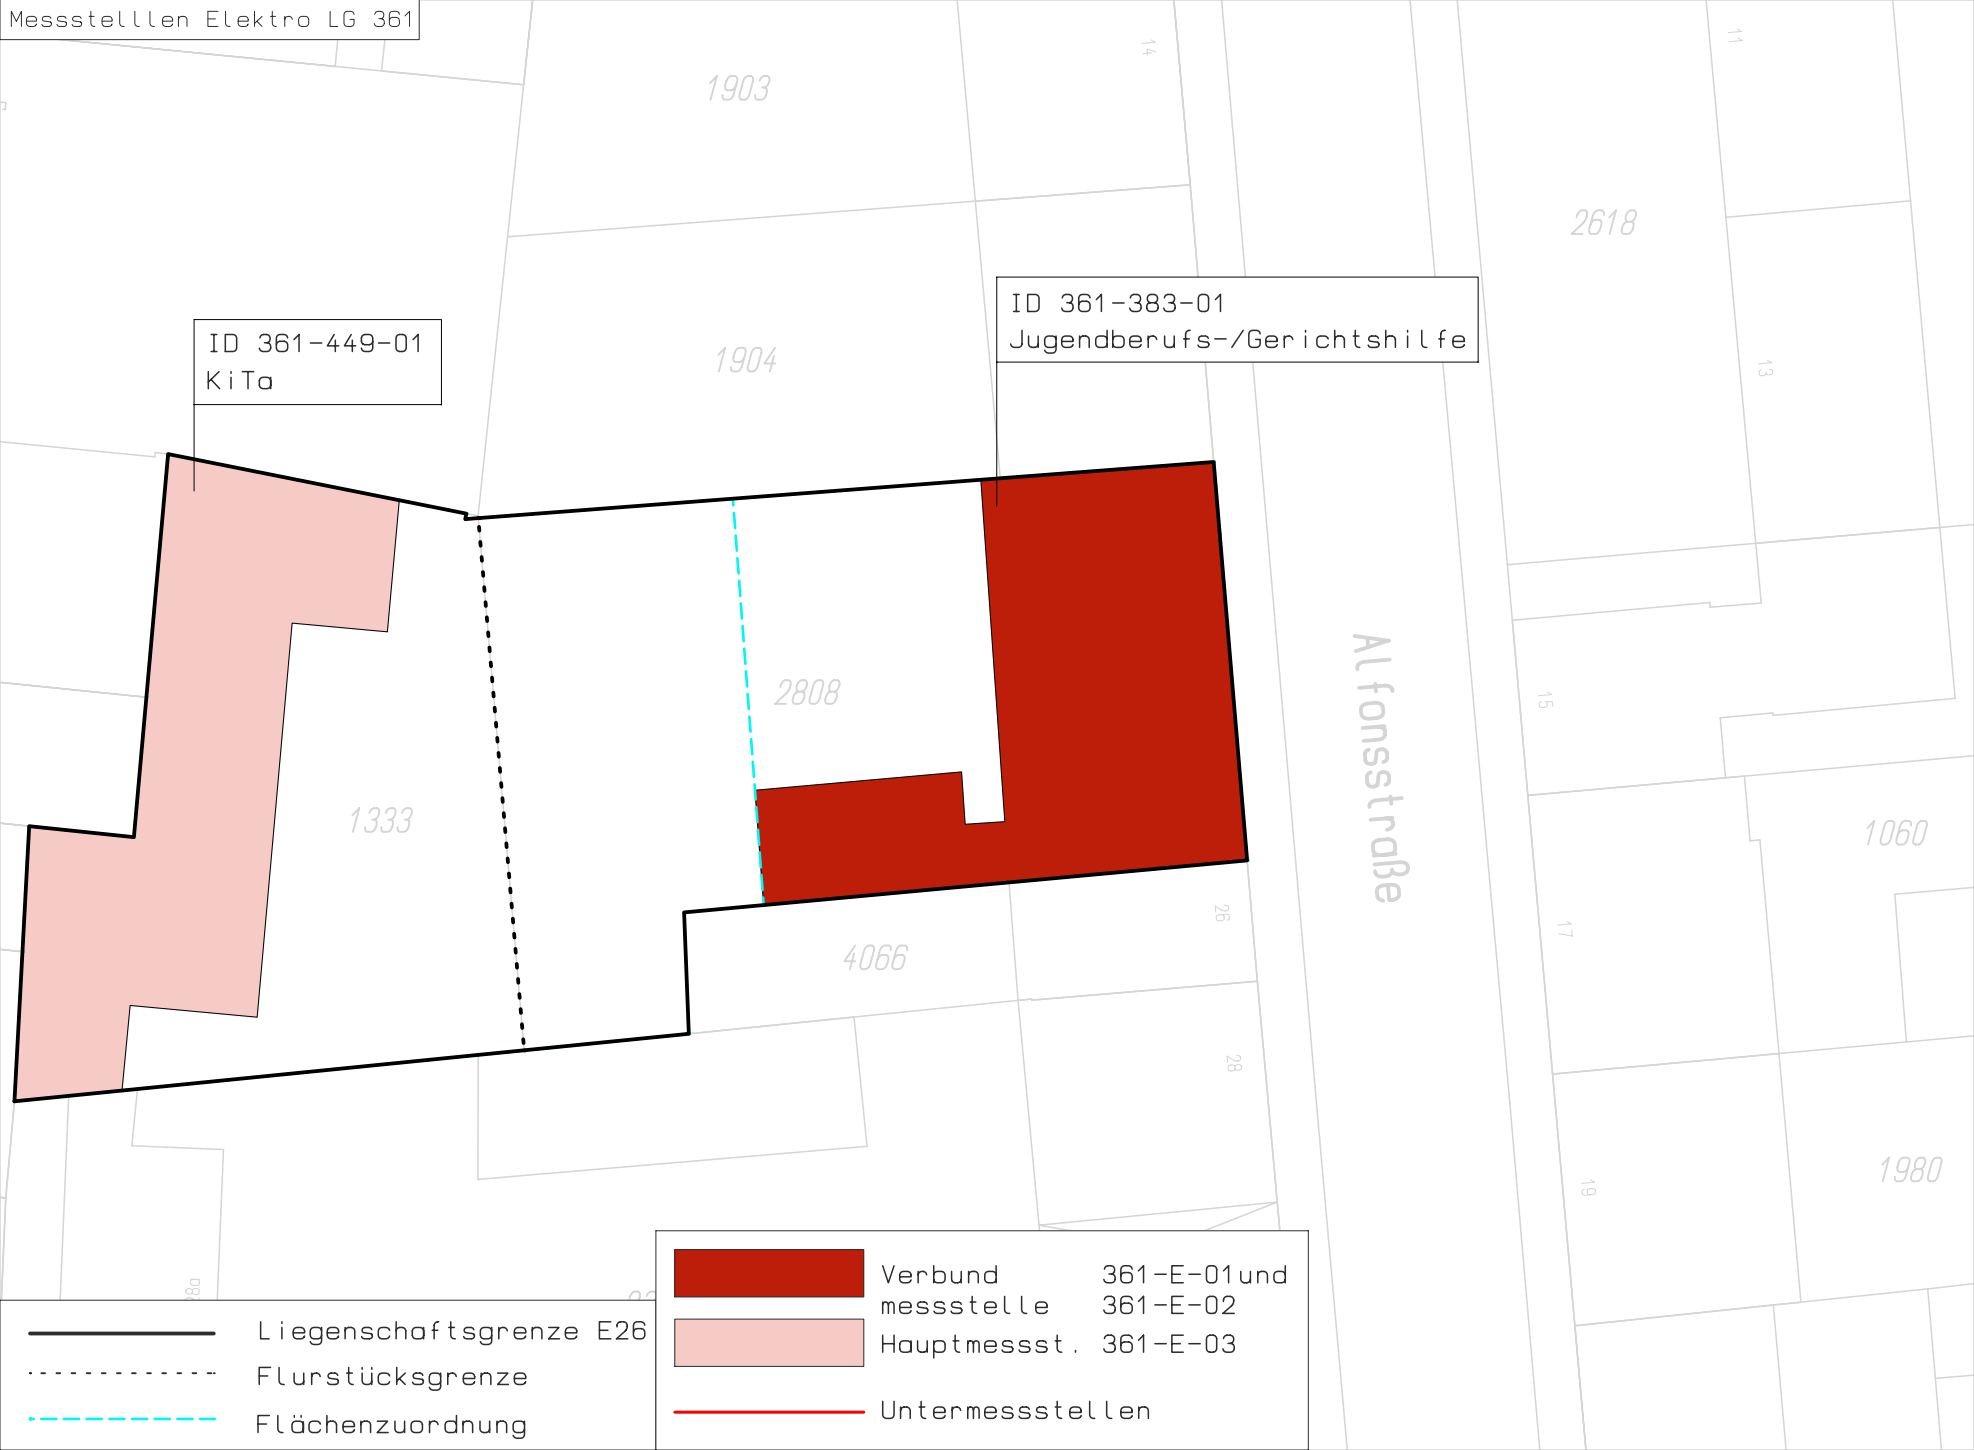 Messstelllen Elektro LG 361
1903
14
11
2618
ID 361-383-01
Jugendberufs-/Gerichtshilfe
ID 361-449-01
KiTa
1904
13
2808
15
Alfonsstraße
1333
1060
26
17
4066
28
1980
19
Verbund 361-E-01und
messstelle 361-E-02
Hauptmessst. 361-E-03
Untermessstellen
Liegenschaftsgrenze E26
Flurstücksgrenze
Flächenzuordnung